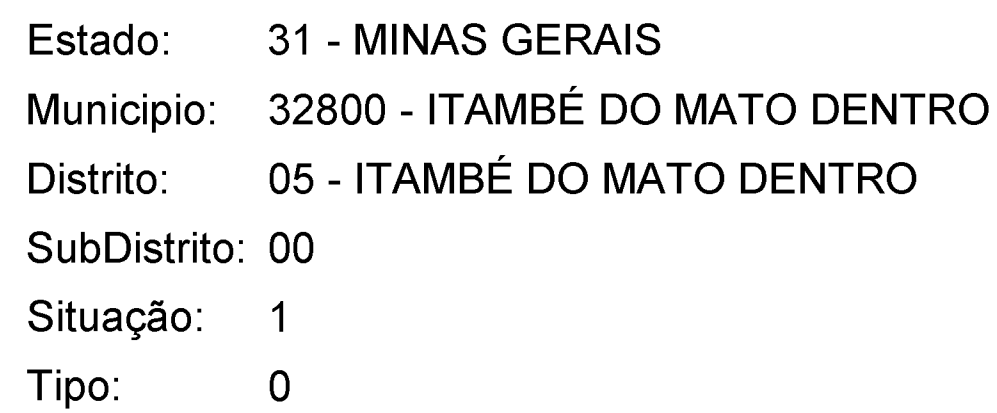 Estado: 31 - MINAS GERAIS
Municipio: 32800 - ITAMBÉ DO MATO DENTRO
Distrito: 05 - ITAMBÉ DO MATO DENTRO
SubDistrito: 00
Situação: 1
Tipo: 0